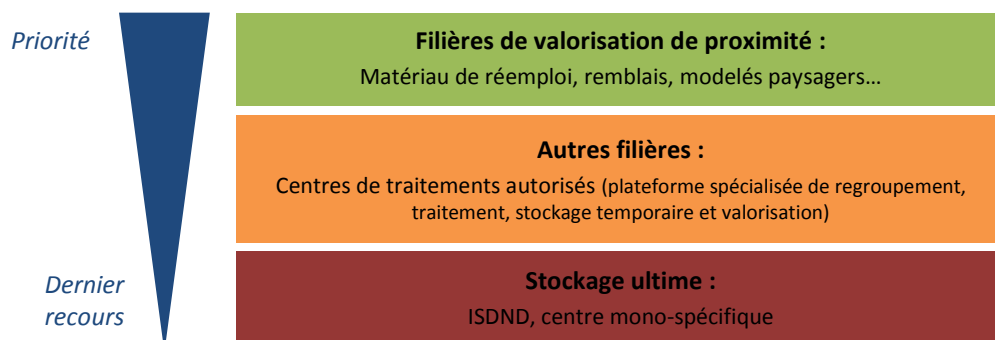 Priorité
Filières de valorisation de proximité :
Matériau de réemploi, remblais, modelés paysagers…
Autres filières :
Centres de traitements autorisés (plateforme spécialisée de regroupement,
traitement, stockage temporaire et valorisation)
Dernier
recours
Stockage ultime :
ISDND, centre mono-spécifique